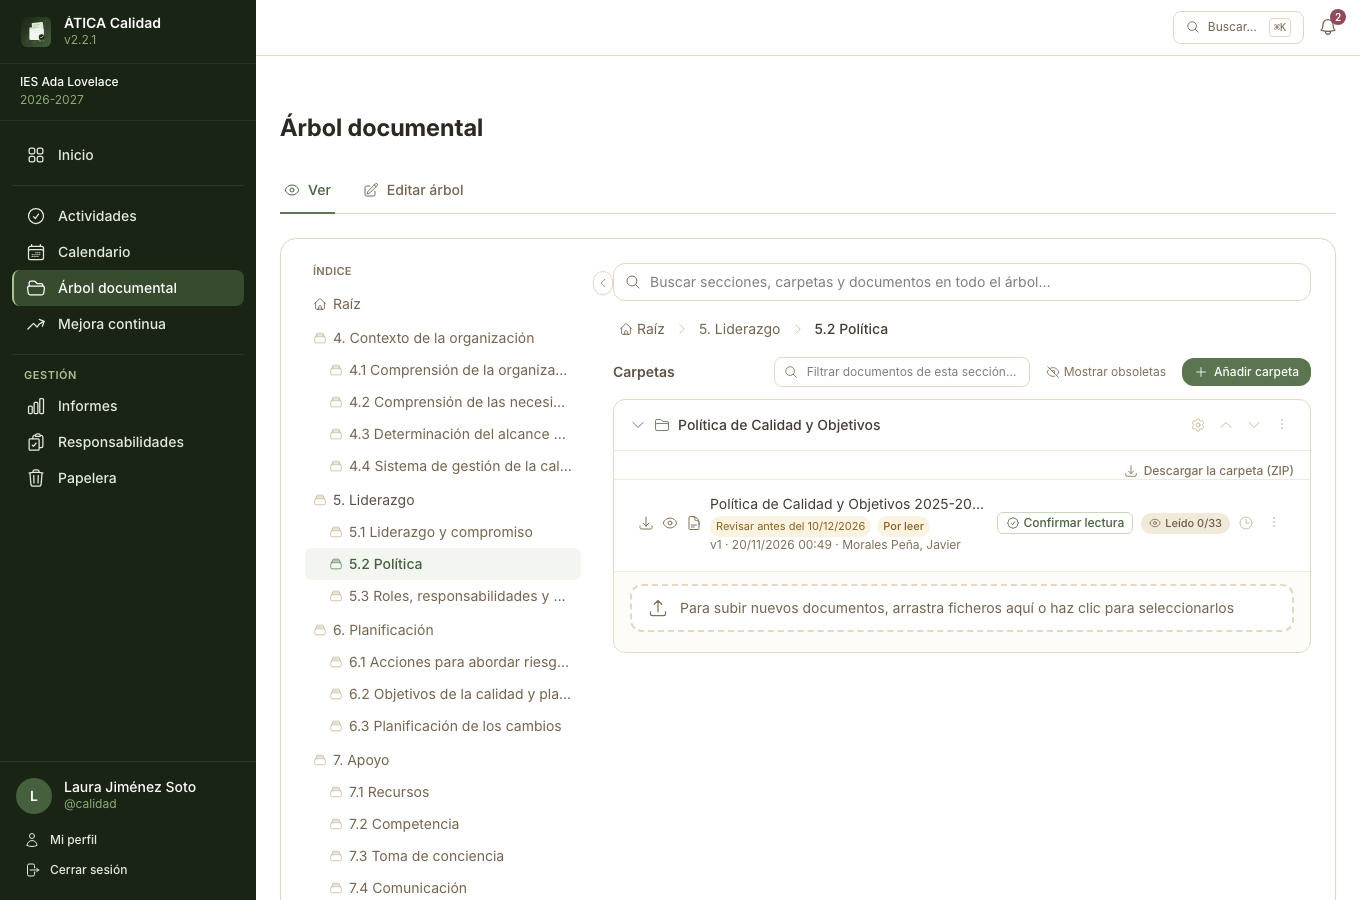 ÁTICA Calidad
v2.2.1
IES Ada Lovelace
2026-2027
Inicio
Actividades
Calendario
Árbol documental
Mejora continua
GESTIÓN
Informes
Responsabilidades
Papelera
L
Laura Jiménez Soto
@calidad
Mi perfil
Cerrar sesión
Buscar... ⌘K
2
Árbol documental
Ver
Editar árbol
ÍNDICE
Raíz
4. Contexto de la organización
4.1 Comprensión de la organiza...
4.2 Comprensión de las necesi...
4.3 Determinación del alcance ...
4.4 Sistema de gestión de la cal...
5. Liderazgo
5.1 Liderazgo y compromiso
5.2 Política
5.3 Roles, responsabilidades y ...
6. Planificación
6.1 Acciones para abordar riesg...
6.2 Objetivos de la calidad y pla...
6.3 Planificación de los cambios
7. Apoyo
7.1 Recursos
7.2 Competencia
7.3 Toma de conciencia
7.4 Comunicación
Buscar secciones, carpetas y documentos en todo el árbol...
Raíz > 5. Liderazgo > 5.2 Política
Carpetas
Filtrar documentos de esta sección...
Mostrar obsoletas
Añadir carpeta
Política de Calidad y Objetivos
Descargar la carpeta (ZIP)
Política de Calidad y Objetivos 2025-20...
Revisar antes del 10/12/2026 Por leer
v1 · 20/11/2026 00:49 · Morales Peña, Javier
Confirmar lectura
Leído 0/33
Para subir nuevos documentos, arrastra ficheros aquí o haz clic para seleccionarlos